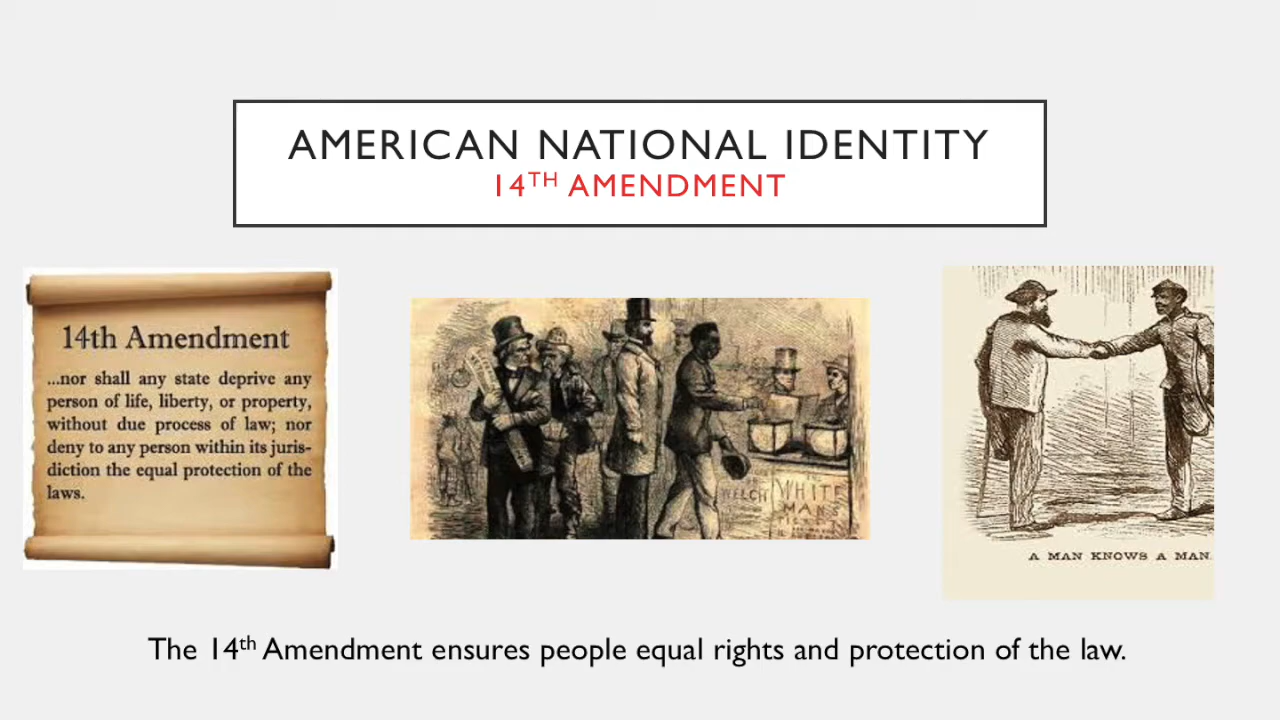 AMERICAN NATIONAL IDENTITY
14TH AMENDMENT
14th Amendment
...nor shall any state deprive any
person of life, liberty, or property,
without due process of law; nor
deny to any person within its juris-
diction the equal protection of the
laws.
WELCH
WHITE
MANS
A MAN KNOWS A MAN
The 14th Amendment ensures people equal rights and protection of the law.